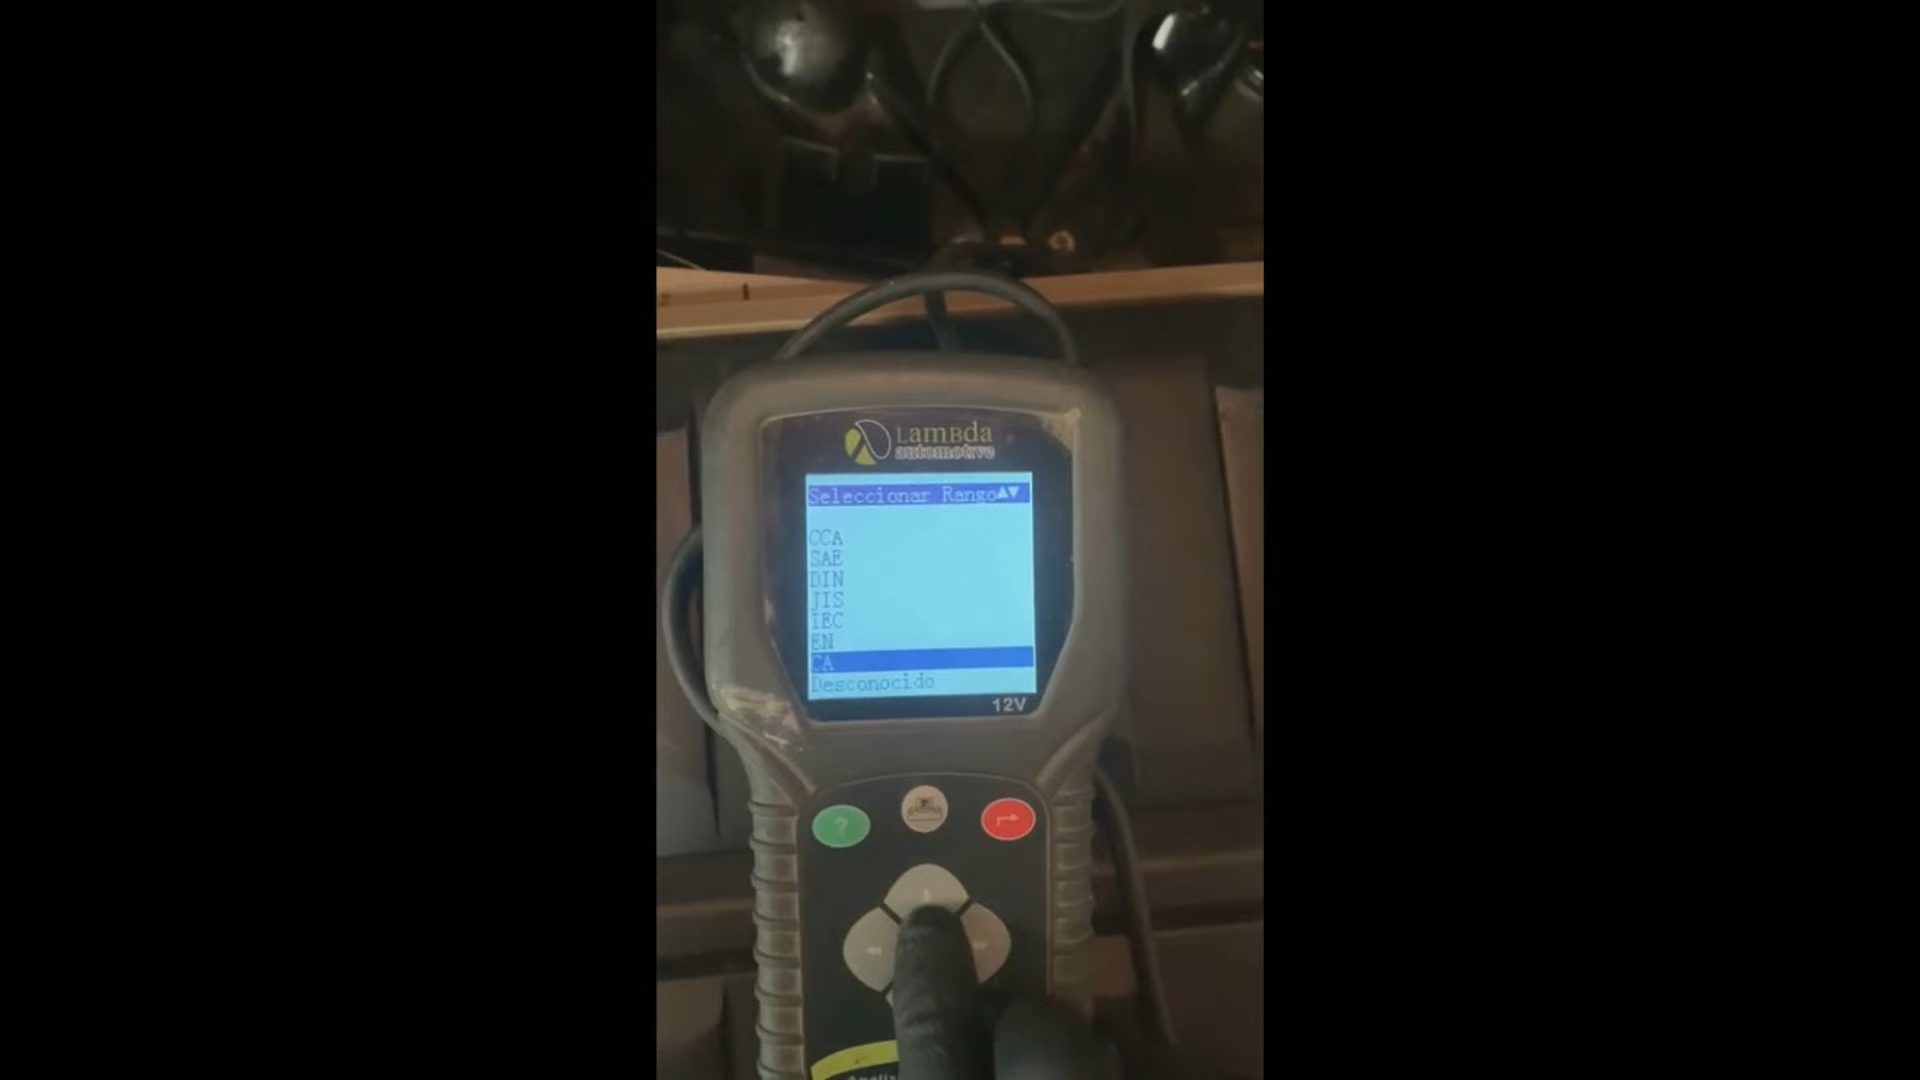 Lambda
automotive
Seleccionar Rango▲▼
CCA
SAE
DIN
JIS
IEC
EN
CA
Desconocido
12V
?